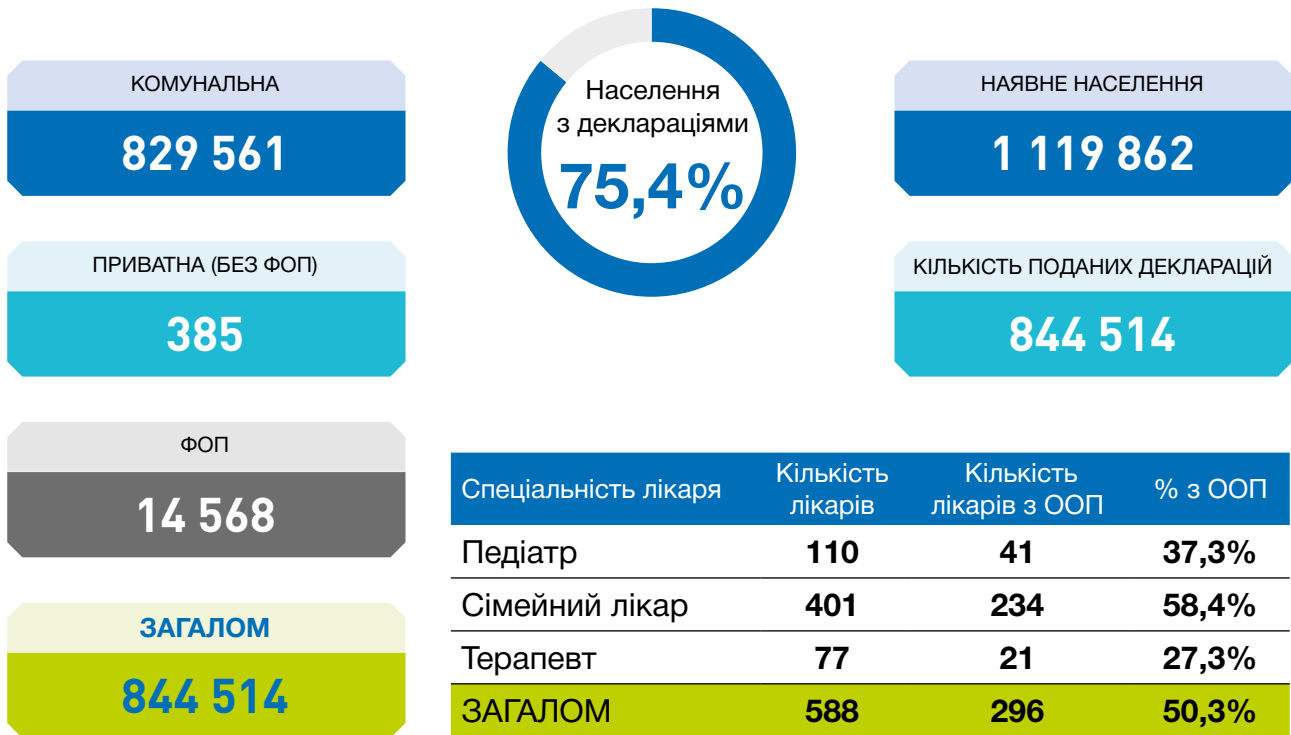 КОМУНАЛЬНА
829 561
ПРИВАТНА (БЕЗ ФОП)
385
ФОП
14 568
ЗАГАЛОМ
844 514
Населення
з деклараціями
75,4%
НАЯВНЕ НАСЕЛЕННЯ
1 119 862
КІЛЬКІСТЬ ПОДАНИХ ДЕКЛАРАЦІЙ
844 514
Спеціальність лікаря Кількість лікарів Кількість лікарів з ООП % з ООП
Педіатр 110 41 37,3%
Сімейний лікар 401 234 58,4%
Терапевт 77 21 27,3%
ЗАГАЛОМ 588 296 50,3%